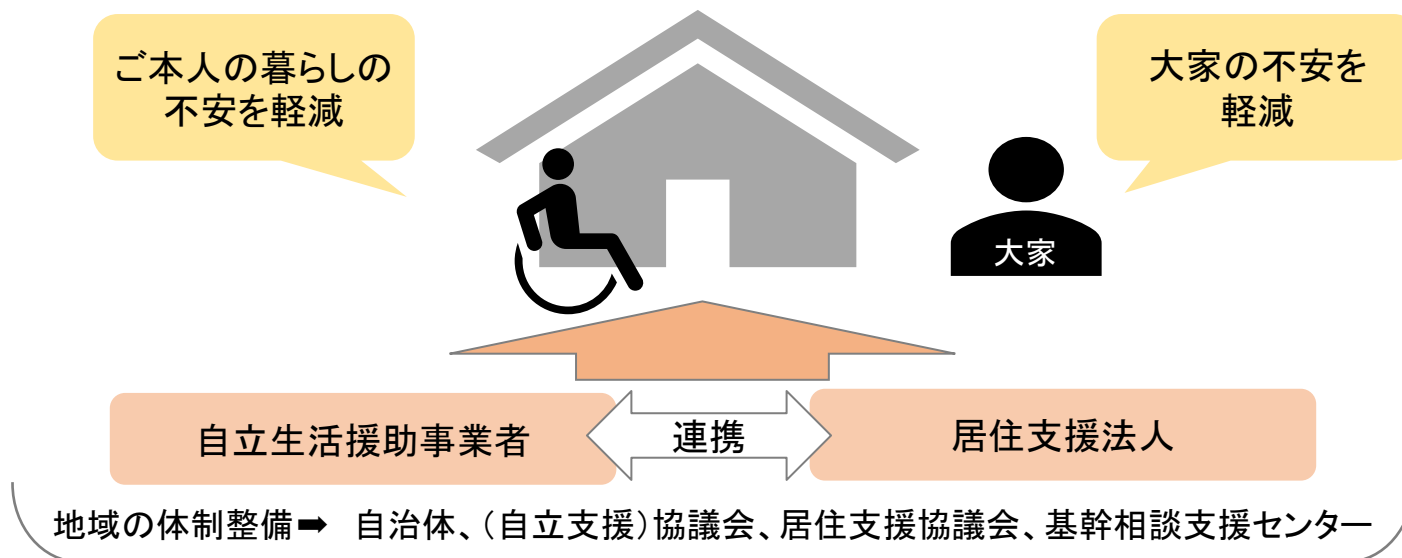 ご本人の暮らしの
不安を軽減
大家の不安を
軽減
大家
自立生活援助事業者
連携
居住支援法人
地域の体制整備➡ 自治体、(自立支援)協議会、居住支援協議会、基幹相談支援センター